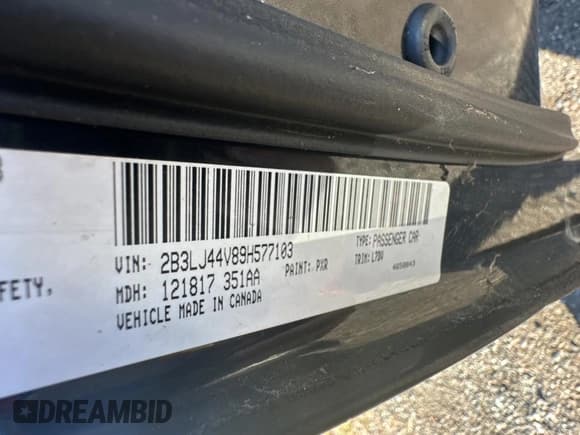 VIN: 2B3LJ44V89H577103
TYPE: PASSENGER CAR
MDH: 121817 351AA
PAINT: PXR
TRIM: L7DV
FETY,
VEHICLE MADE IN CANADA
DREAMBID